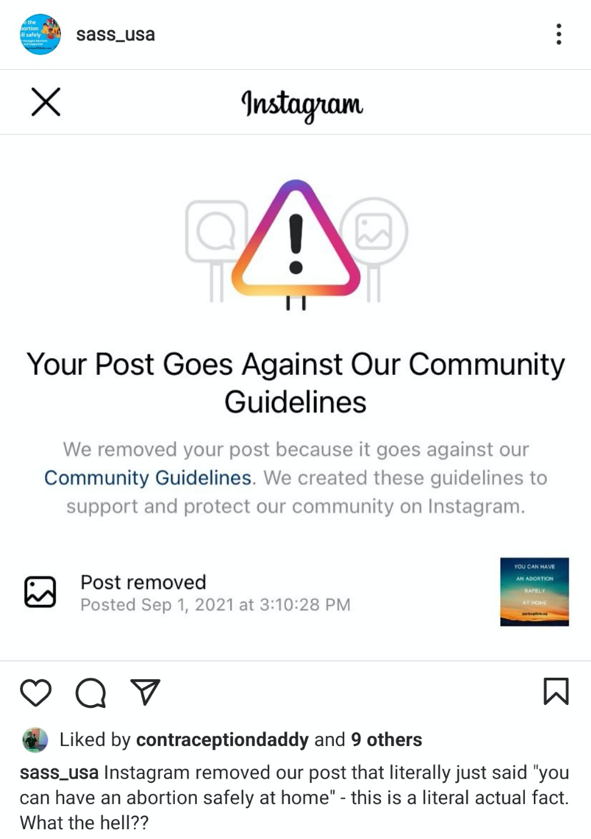 sass_usa
Instagram
Your Post Goes Against Our Community
Guidelines
We removed your post because it goes against our
Community Guidelines. We created these guidelines to
support and protect our community on Instagram.
Post removed
Posted Sep 1, 2021 at 3:10:28 PM
YOU CAN HAVE
AN ABORTION
SAFELY
AT HOME
Liked by contraceptiondaddy and 9 others
sass_usa Instagram removed our post that literally just said "you
can have an abortion safely at home" - this is a literal actual fact.
What the hell??